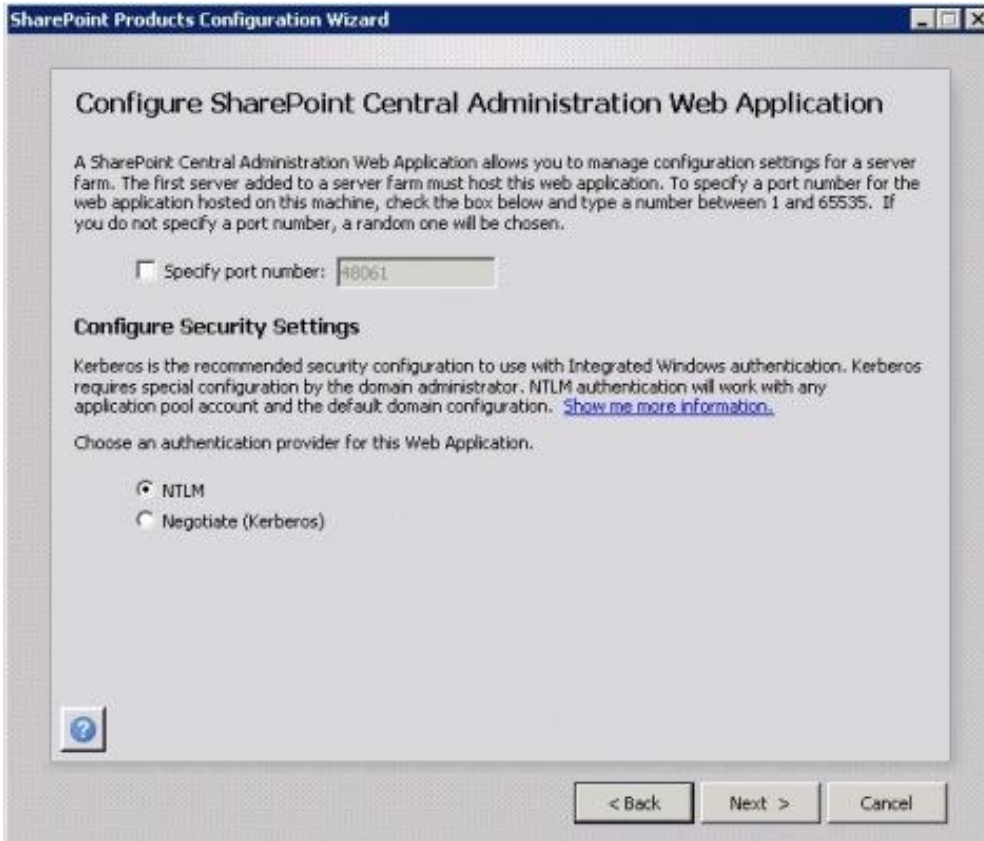 SharePoint Products Configuration Wizard
Configure SharePoint Central Administration Web Application
A SharePoint Central Administration Web Application allows you to manage configuration settings for a server
farm. The first server added to a server farm must host this web application. To specify a port number for the
web application hosted on this machine, check the box below and type a number between 1 and 65535. If
you do not specify a port number, a random one will be chosen.
Specify port number: 48061
Configure Security Settings
Kerberos is the recommended security configuration to use with Integrated Windows authentication. Kerberos
requires special configuration by the domain administrator. NTLM authentication will work with any
application pool account and the default domain configuration. Show me more information.
Choose an authentication provider for this Web Application.
NTLM
Negotiate (Kerberos)
?
< Back Next > Cancel